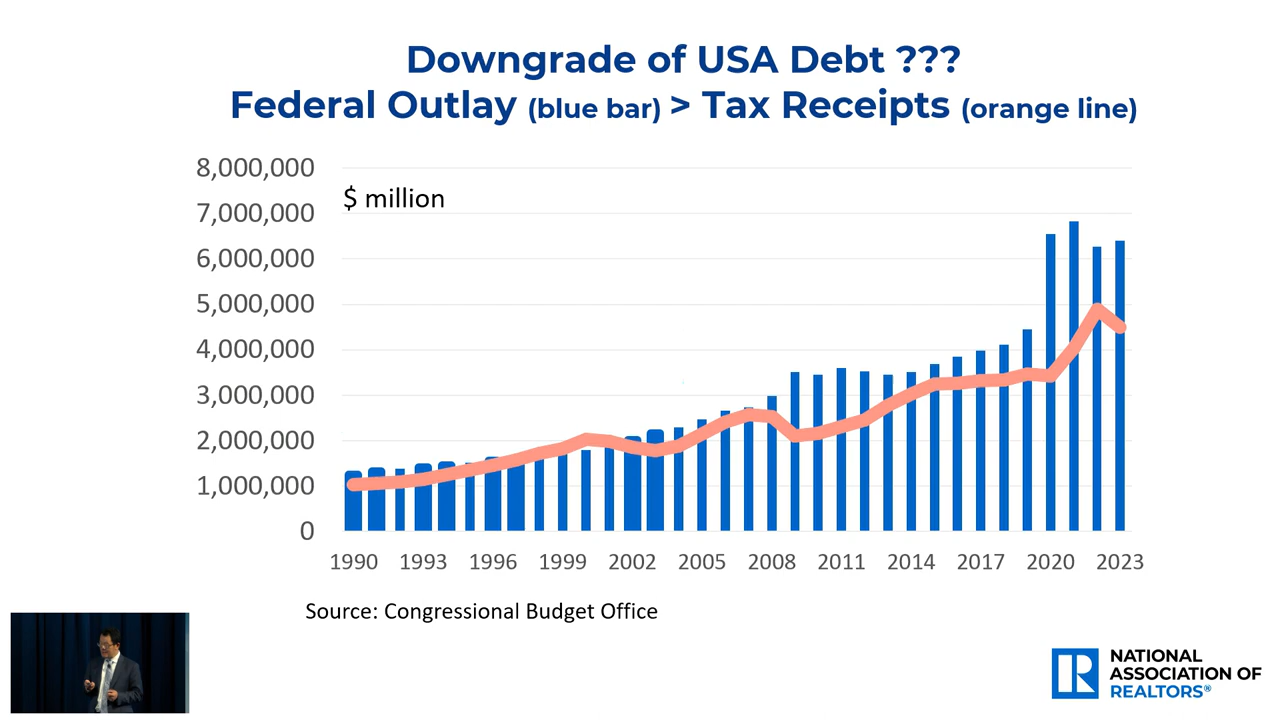 Downgrade of USA Debt ???
Federal Outlay (blue bar) > Tax Receipts (orange line)
8,000,000
$ million
7,000,000
6,000,000
5,000,000
4,000,000
3,000,000
2,000,000
1,000,000
0
1990 1993 1996 1999 2002 2005 2008 2011 2014 2017 2020 2023
Source: Congressional Budget Office
NATIONAL
ASSOCIATION OF
REALTORS®